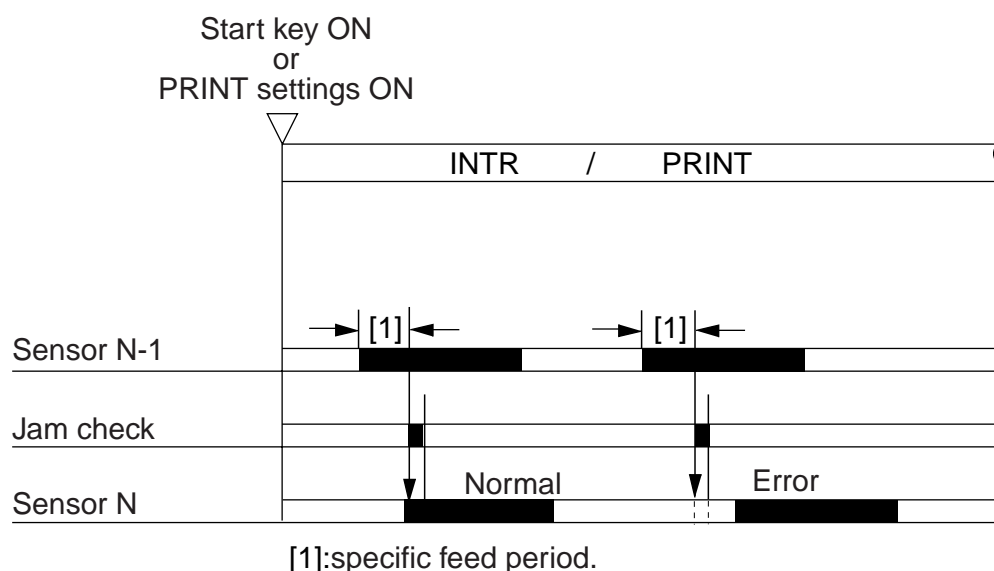 Start key ON
or
PRINT settings ON
INTR / PRINT
[1] [1]
Sensor N-1
Jam check
Normal Error
Sensor N
[1]:specific feed period.